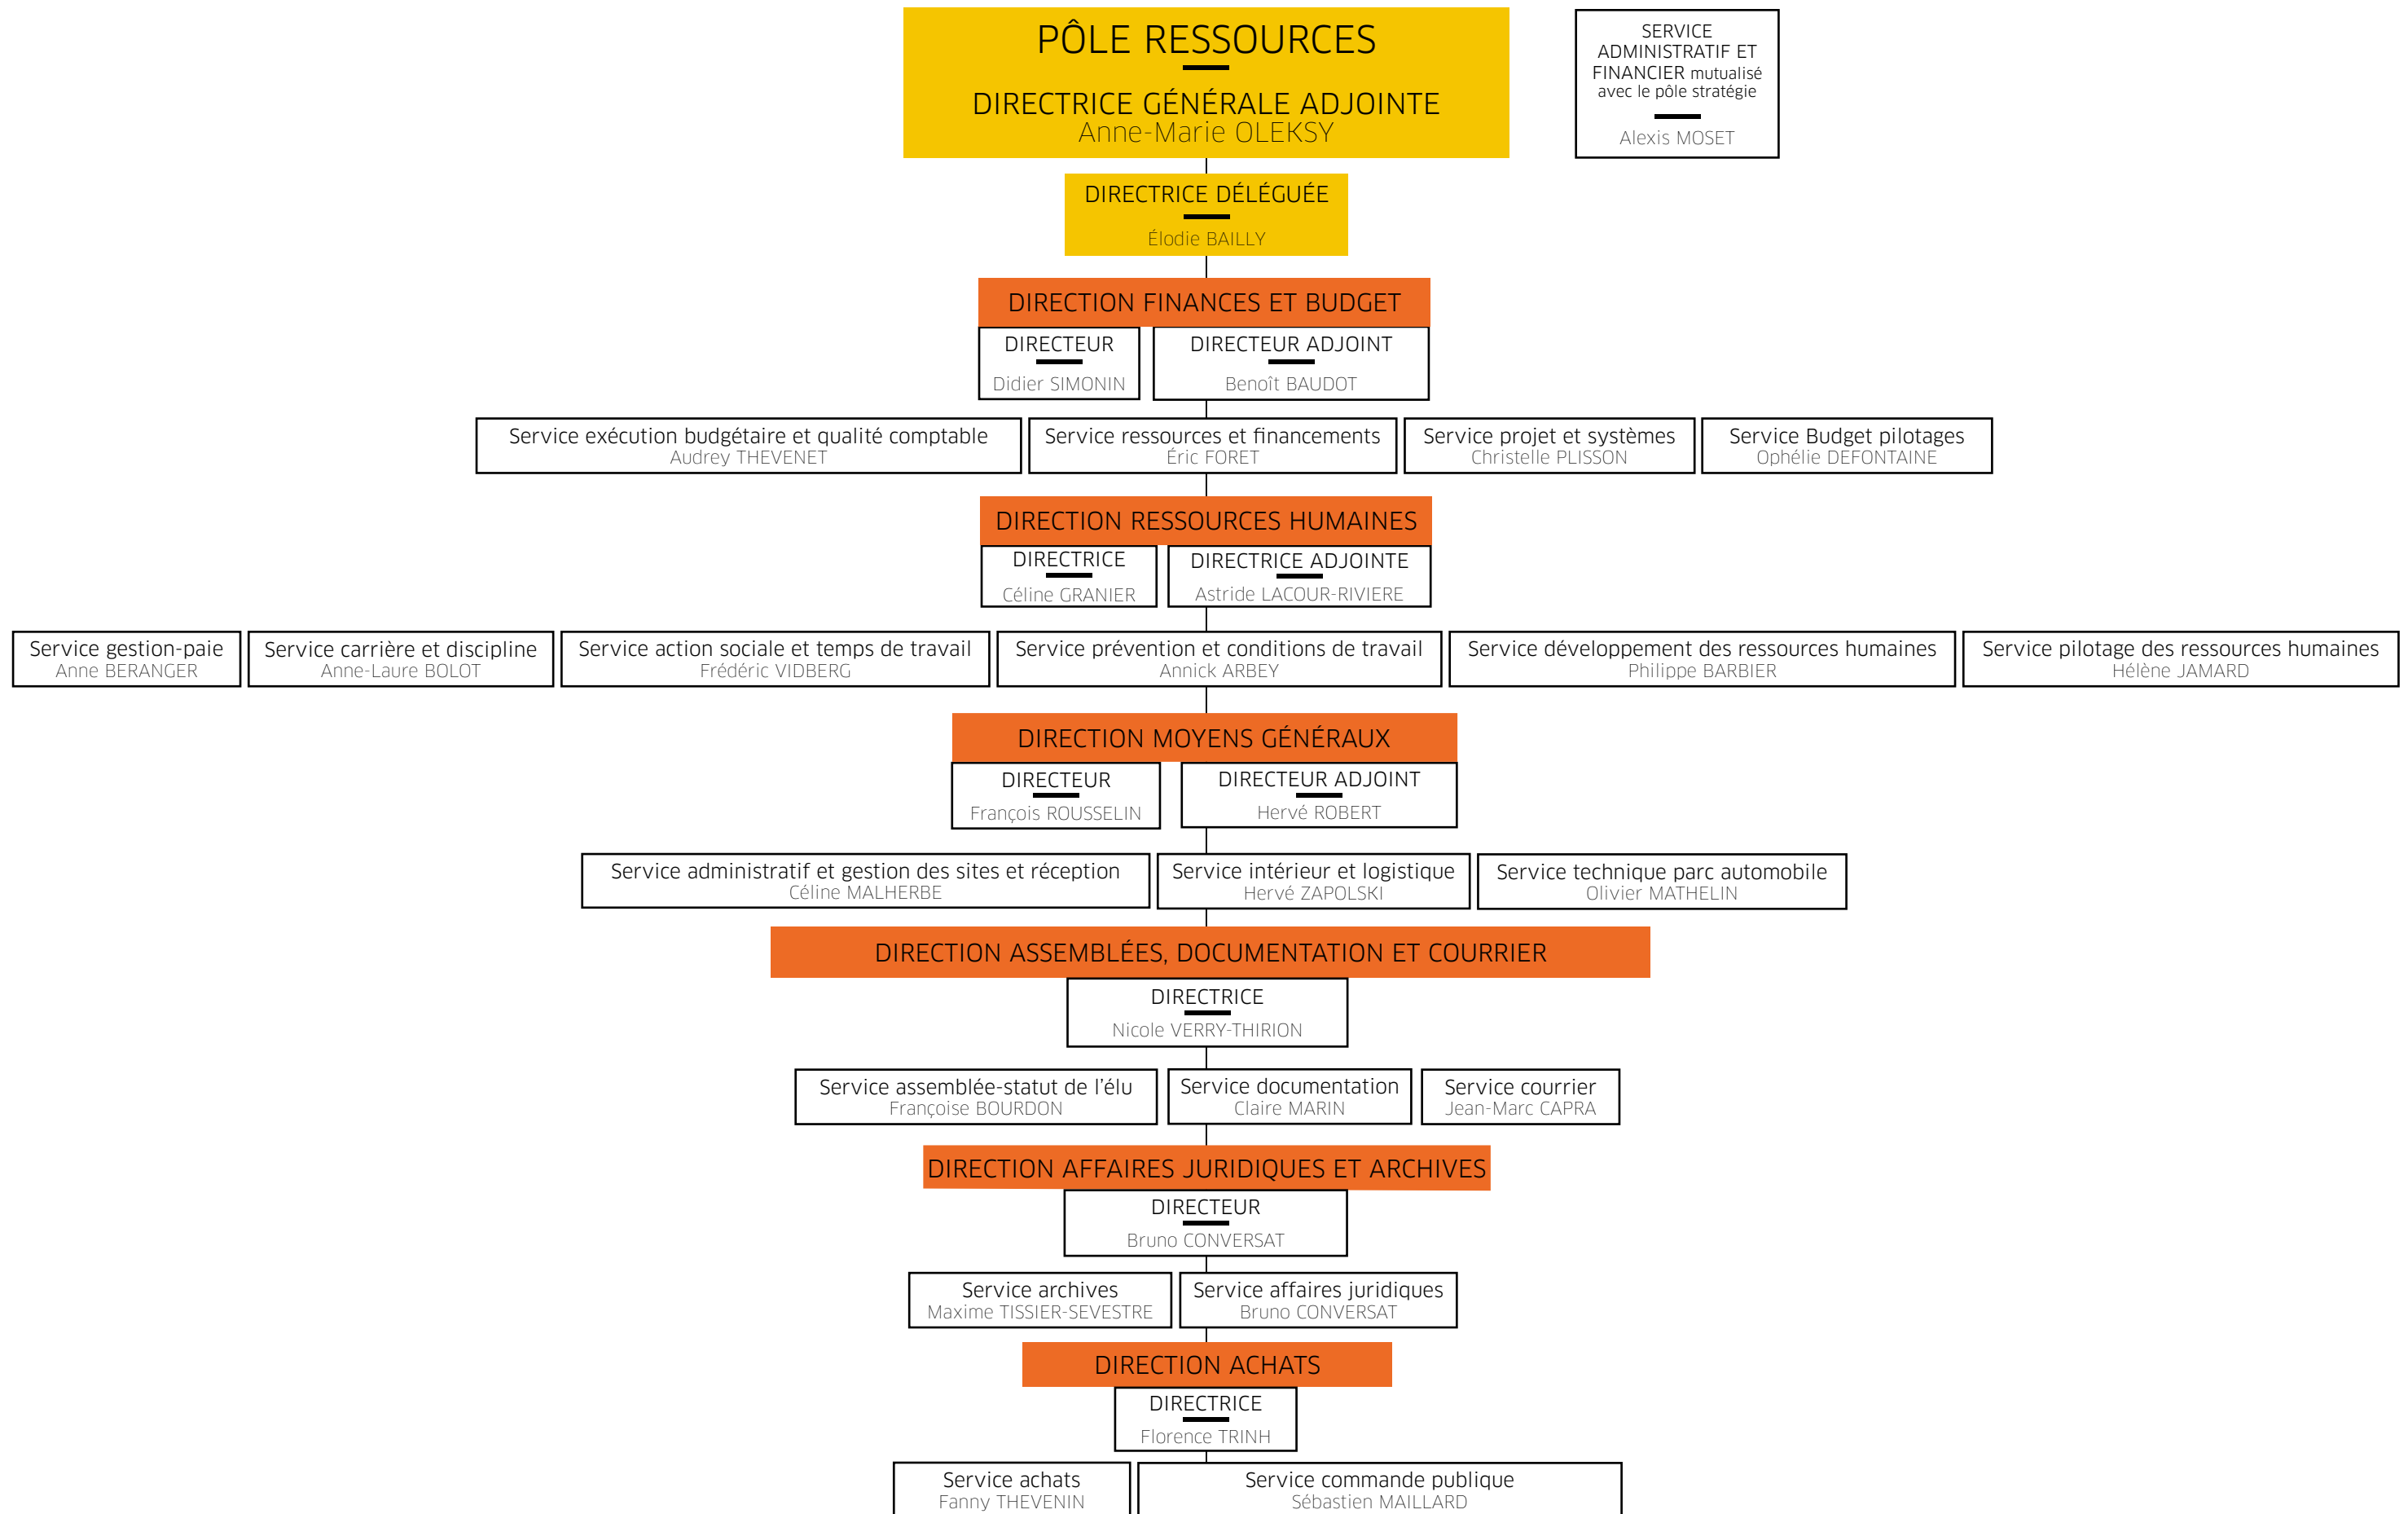 PÔLE RESSOURCES
DIRECTRICE GÉNÉRALE ADJOINTE
Anne-Marie OLEKSY
SERVICE
ADMINISTRATIF ET
FINANCIER mutualisé
avec le pôle stratégie
Alexis MOSET
DIRECTRICE DÉLÉGUÉE
Élodie BAILLY
DIRECTION FINANCES ET BUDGET
DIRECTEUR
Didier SIMONIN
DIRECTEUR ADJOINT
Benoît BAUDOT
Service exécution budgétaire et qualité comptable
Audrey THEVENET
Service ressources et financements
Éric FORET
Service projet et systèmes
Christelle PLISSON
Service Budget pilotages
Ophélie DEFONTAINE
DIRECTION RESSOURCES HUMAINES
DIRECTRICE
Céline GRANIER
DIRECTRICE ADJOINTE
Astride LACOUR-RIVIERE
Service gestion-paie
Anne BERANGER
Service carrière et discipline
Anne-Laure BOLOT
Service action sociale et temps de travail
Frédéric VIDBERG
Service prévention et conditions de travail
Annick ARBEY
Service développement des ressources humaines
Philippe BARBIER
Service pilotage des ressources humaines
Hélène JAMARD
DIRECTION MOYENS GÉNÉRAUX
DIRECTEUR
François ROUSSELIN
DIRECTEUR ADJOINT
Hervé ROBERT
Service administratif et gestion des sites et réception
Céline MALHERBE
Service intérieur et logistique
Hervé ZAPOLSKI
Service technique parc automobile
Olivier MATHELIN
DIRECTION ASSEMBLÉES, DOCUMENTATION ET COURRIER
DIRECTRICE
Nicole VERRY-THIRION
Service assemblée-statut de l'élu
Françoise BOURDON
Service documentation
Claire MARIN
Service courrier
Jean-Marc CAPRA
DIRECTION AFFAIRES JURIDIQUES ET ARCHIVES
DIRECTEUR
Bruno CONVERSAT
Service archives
Maxime TISSIER-SEVESTRE
Service affaires juridiques
Bruno CONVERSAT
DIRECTION ACHATS
DIRECTRICE
Florence TRINH
Service achats
Fanny THEVENIN
Service commande publique
Sébastien MAILLARD